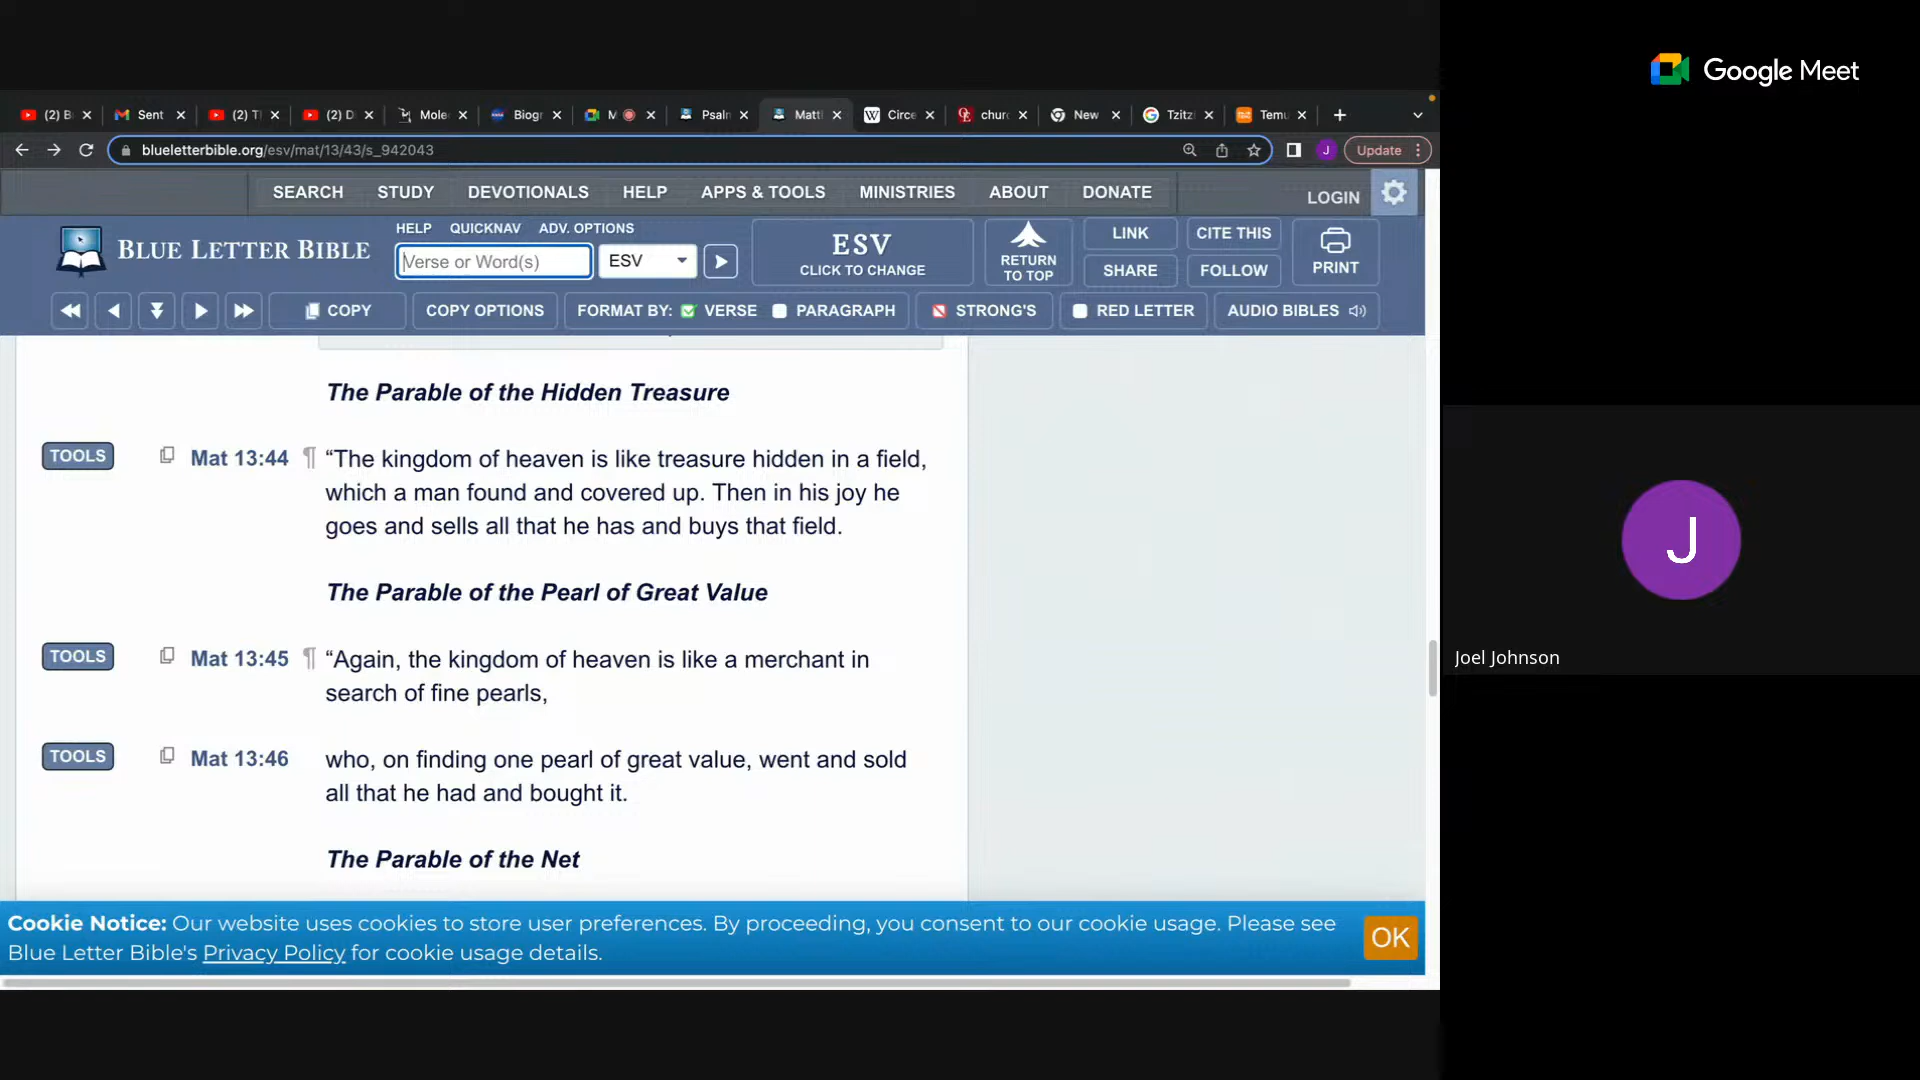 Google Meet
(2) B
Sent
(2) T
(2) D
Mole
Biogr
M
Psalm
Matt
Circe
churc
New
Tzitzi
Temu
blueletterbible.org/esv/mat/13/43/s_942043
J
Update
SEARCH STUDY DEVOTIONALS HELP APPS & TOOLS MINISTRIES ABOUT DONATE LOGIN
BLUE LETTER BIBLE
HELP QUICKNAV ADV. OPTIONS
Verse or Word(s)
ESV
ESV
CLICK TO CHANGE
RETURN
TO TOP
LINK
CITE THIS
SHARE
FOLLOW
PRINT
COPY COPY OPTIONS FORMAT BY: VERSE PARAGRAPH STRONG'S RED LETTER AUDIO BIBLES
The Parable of the Hidden Treasure
TOOLS Mat 13:44 ¶ “The kingdom of heaven is like treasure hidden in a field,
which a man found and covered up. Then in his joy he
goes and sells all that he has and buys that field.
The Parable of the Pearl of Great Value
TOOLS Mat 13:45 ¶ “Again, the kingdom of heaven is like a merchant in
search of fine pearls,
TOOLS Mat 13:46 who, on finding one pearl of great value, went and sold
all that he had and bought it.
The Parable of the Net
Cookie Notice: Our website uses cookies to store user preferences. By proceeding, you consent to our cookie usage. Please see
Blue Letter Bible's Privacy Policy for cookie usage details.
OK
J
Joel Johnson